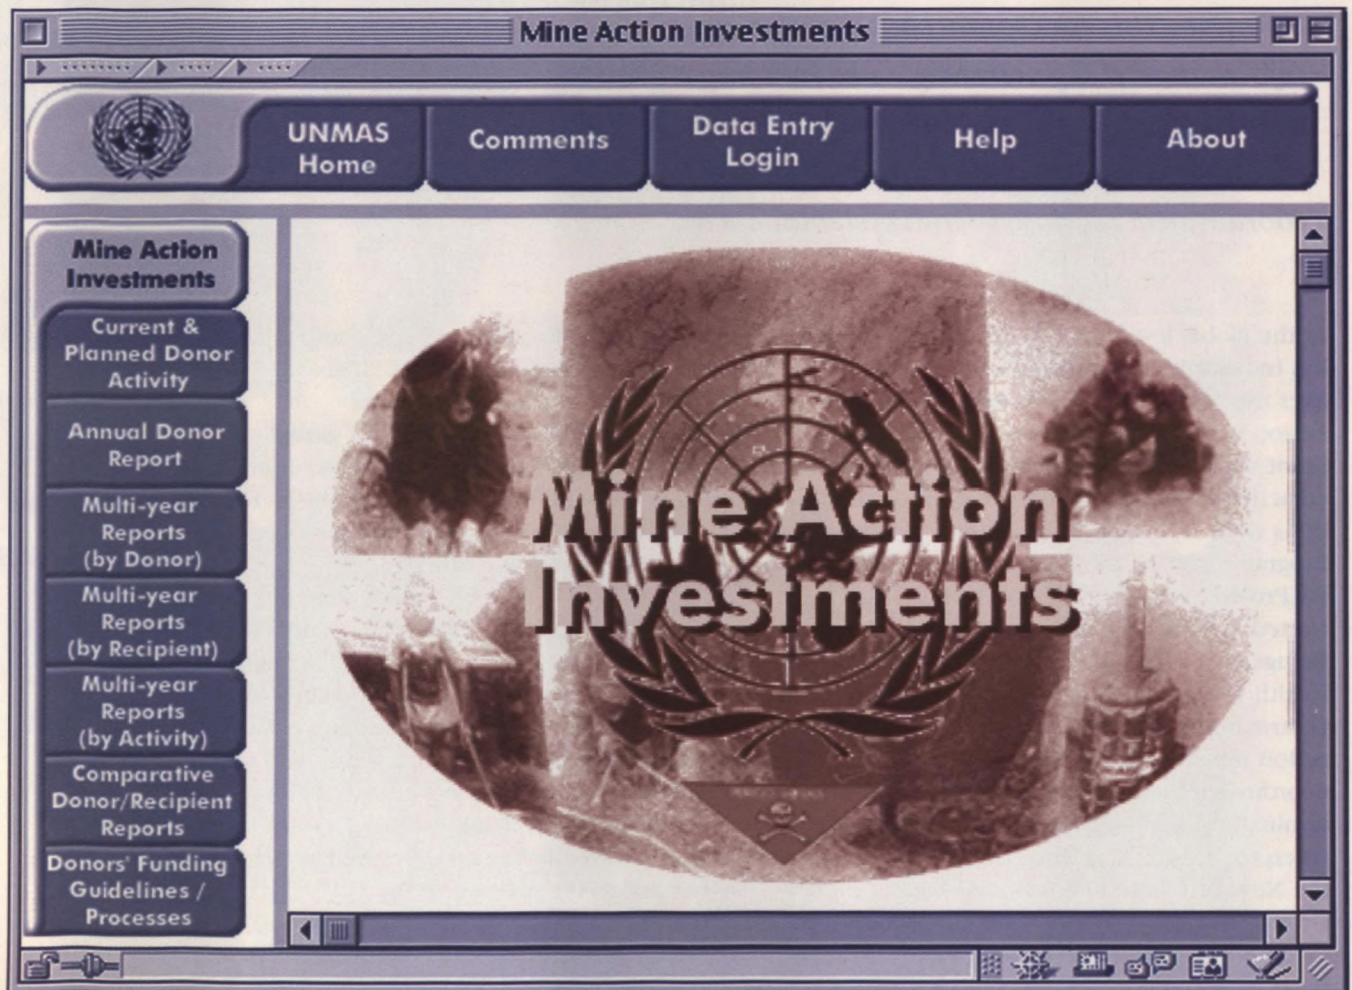 Mine Action Investments
UNMAS
Home
Comments
Data Entry
Login
Help
About
Mine Action
Investments
Current &
Planned Donor
Activity
Annual Donor
Report
Multi-year
Reports
(by Donor)
Multi-year
Reports
(by Recipient)
Multi-year
Reports
(by Activity)
Comparative
Donor/Recipient
Reports
Donors' Funding
Guidelines /
Processes
Mine Action
Investments